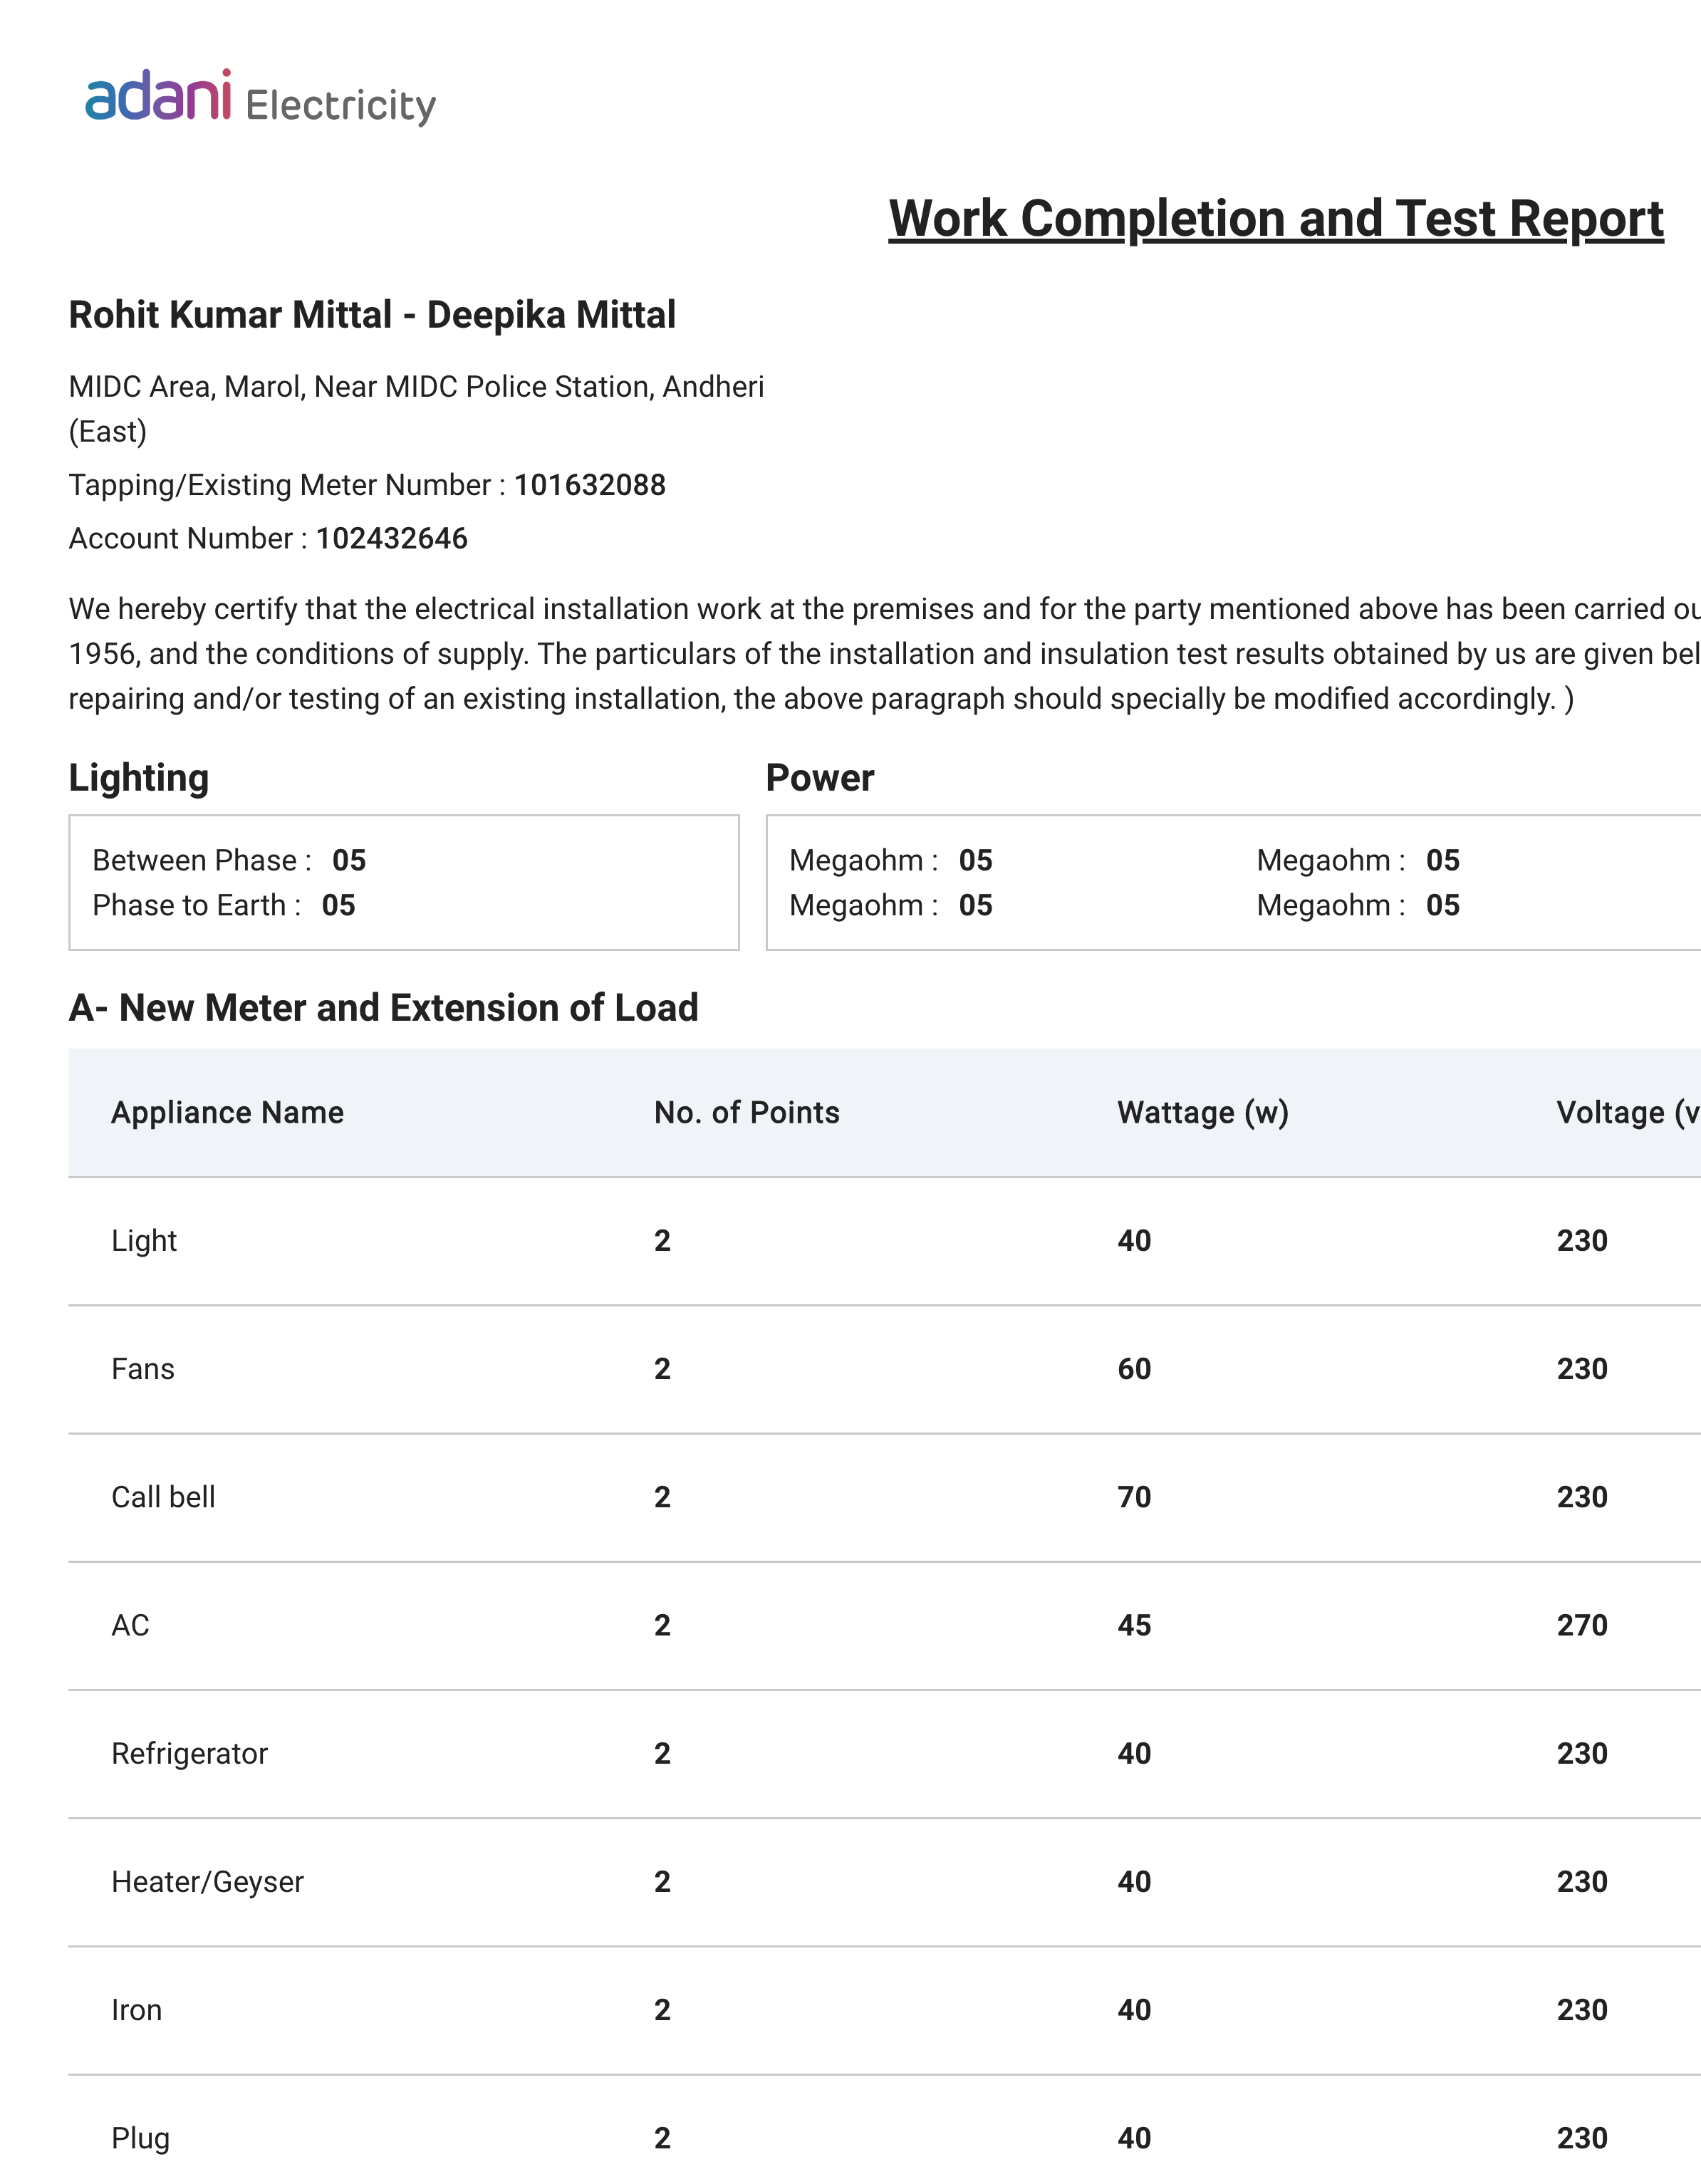 adani Electricity
Work Completion and Test Report
Rohit Kumar Mittal - Deepika Mittal
MIDC Area, Marol, Near MIDC Police Station, Andheri
(East)
Tapping/Existing Meter Number : 101632088
Account Number : 102432646
We hereby certify that the electrical installation work at the premises and for the party mentioned above has been carried
1956, and the conditions of supply. The particulars of the installation and insulation test results obtained by us are given
repairing and/or testing of an existing installation, the above paragraph should specially be modified accordingly. )
Lighting Power
Between Phase : 05 Megaohm : 05 Megaohm : 05
Phase to Earth : 05 Megaohm : 05 Megaohm : 05
A- New Meter and Extension of Load
Appliance Name No. of Points Wattage (w) Voltage (v
Light 2 40 230
Fans 2 60 230
Call bell 2 70 230
AC 2 45 270
Refrigerator 2 40 230
Heater/Geyser 2 40 230
Iron 2 40 230
Plug 2 40 230